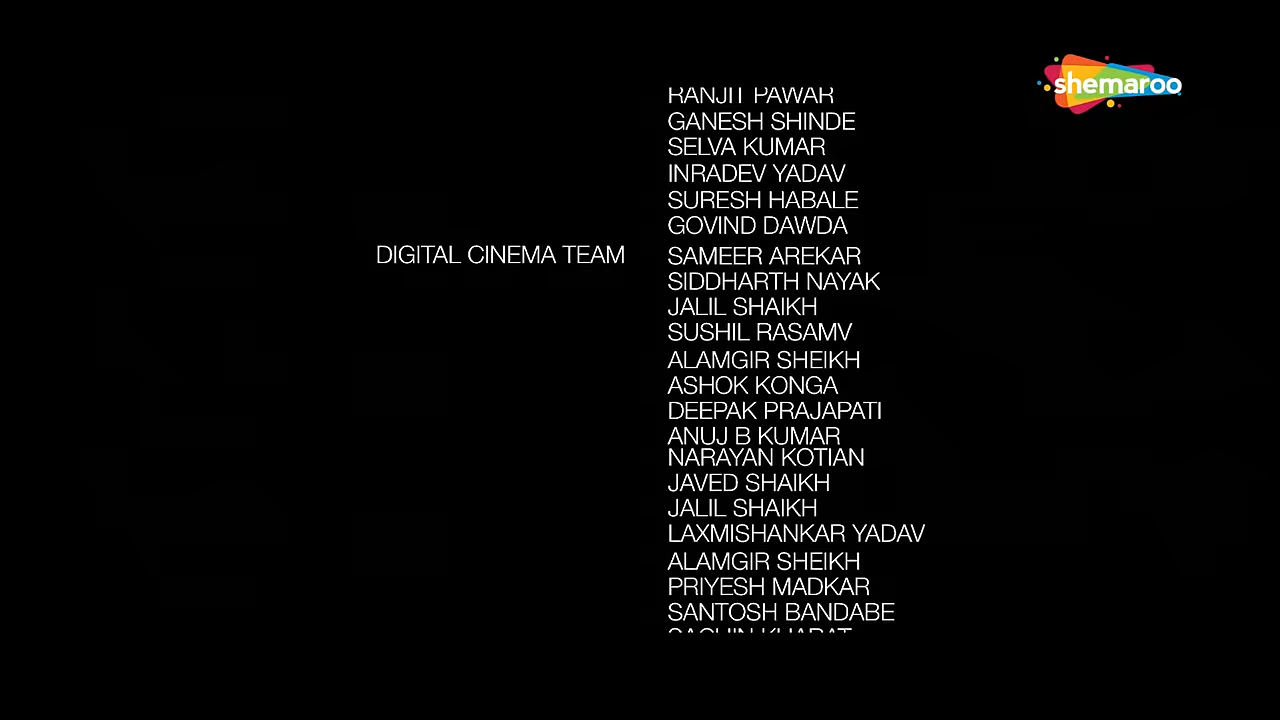 shemaroo
RANJIT PAWAR
GANESH SHINDE
SELVA KUMAR
INRADEV YADAV
SURESH HABALE
GOVIND DAWDA
DIGITAL CINEMA TEAM SAMEER AREKAR
SIDDHARTH NAYAK
JALIL SHAIKH
SUSHIL RASAMV
ALAMGIR SHEIKH
ASHOK KONGA
DEEPAK PRAJAPATI
ANUJ B KUMAR
NARAYAN KOTIAN
JAVED SHAIKH
JALIL SHAIKH
LAXMISHANKAR YADAV
ALAMGIR SHEIKH
PRIYESH MADKAR
SANTOSH BANDABE